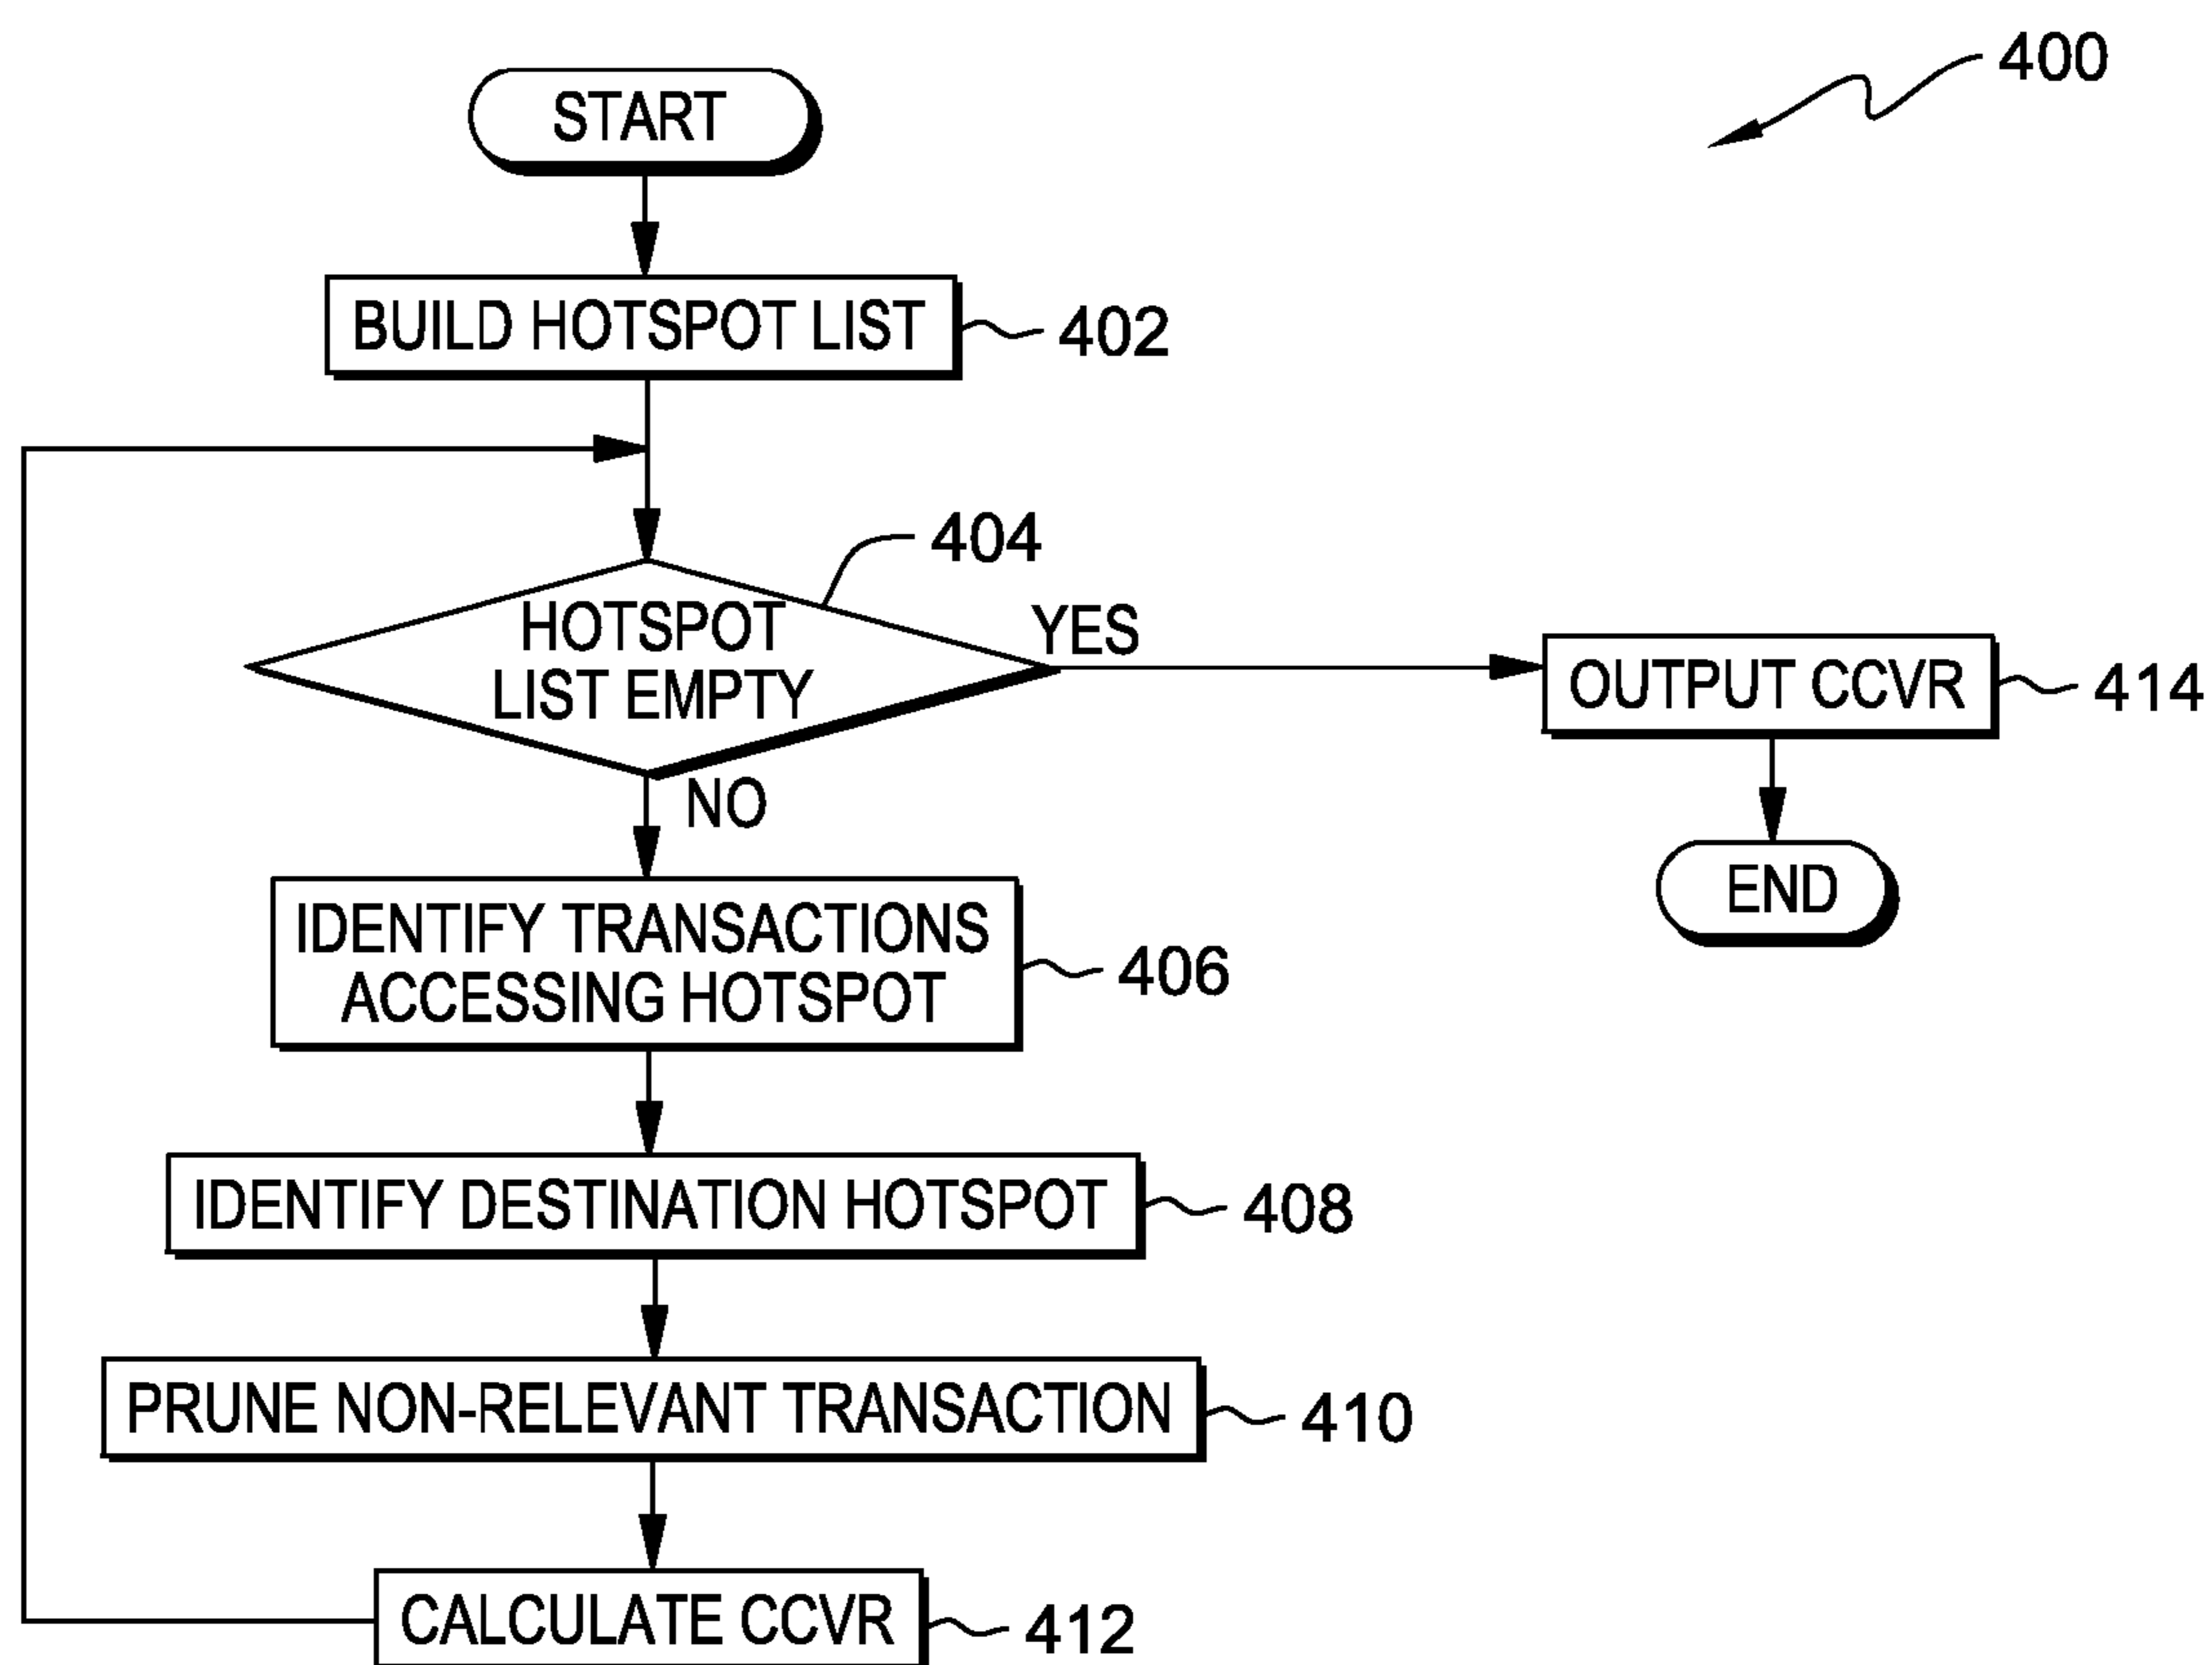 400
START
BUILD HOTSPOT LIST
402
404
HOTSPOT
LIST EMPTY
YES
OUTPUT CCVR
414
NO
END
IDENTIFY TRANSACTIONS
ACCESSING HOTSPOT
406
IDENTIFY DESTINATION HOTSPOT
408
PRUNE NON-RELEVANT TRANSACTION
410
CALCULATE CCVR
412